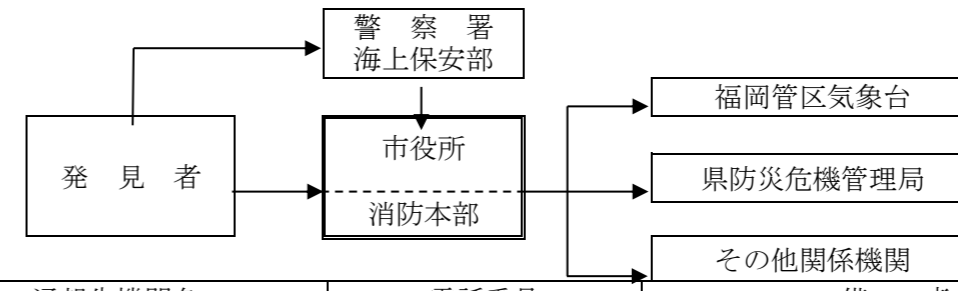 警 察 署
海上保安部
福岡管区気象台
発 見 者
市役所
消防本部
県防災危機管理局
その他関係機関